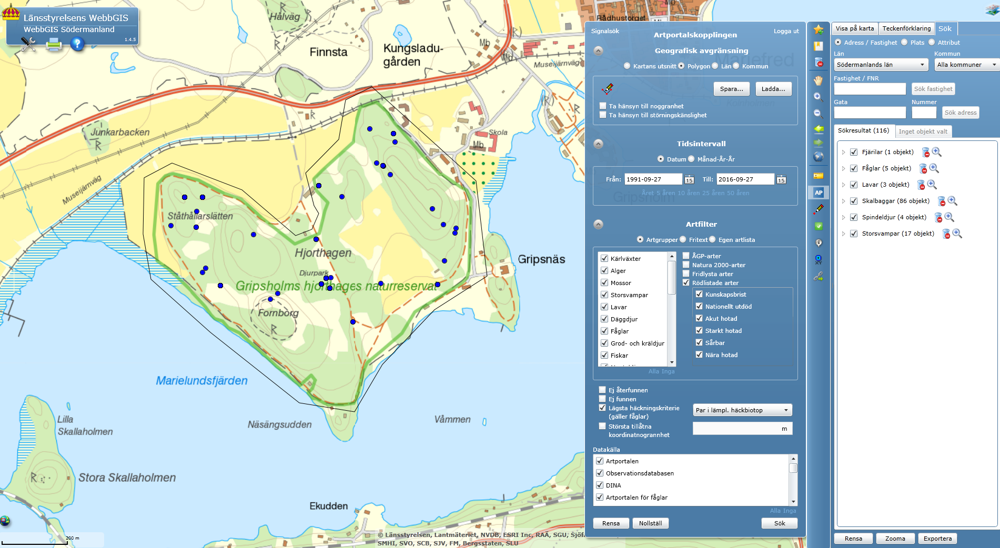 Länsstyrelsens WebbGIS
WebbGIS Södermanland
1.4.5
Hålväg
Finnsta
Kungsladu-
gården
Mb
Mb
Museijärnväg
Rådhustorget
Mariefred
Junkarbacken
Skola
Mb
Museijärnväg
Ståthållarslätten
Hjorthagen
Djurpark
Gripsholms hjorthages naturreservat
Fornborg
Gripsnäs
Gripsholm
Marielundsfjärden
Näsängsudden
Våmmen
Lilla
Skallaholmen
Stora Skallaholmen
Ekudden
200 m
© Länsstyrelsen, Lantmäteriet, NVDB, ESRI Inc, RAÄ, SGU, Sjöf
SMHI, SVO, SCB, SJV, FM, Bergsstaten, SLU
Signalsök
Logga ut
Artportalskopplingen
Geografisk avgränsning
Kartans utsnitt Polygon Län Kommun
Spara... Ladda...
Ta hänsyn till noggranhet
Ta hänsyn till störningskänslighet
Tidsintervall
Datum Månad-År-År
Från: 1991-09-27 15 Till: 2016-09-27 15
Året 5 åren 10 åren 25 åren 50 åren
Artfilter
Artgrupper Fritext Egen artlista
Kärlväxter
Alger
Mossor
Storsvampar
Lavar
Däggdjur
Fåglar
Grod- och kräldjur
Fiskar
Alla Inga
ÅGP-arter
Natura 2000-arter
Fridlysta arter
Rödlistade arter
Kunskapsbrist
Nationellt utdöd
Akut hotad
Starkt hotad
Sårbar
Nära hotad
Ej återfunnen
Ej funnen
Lägsta häckningskriterie
(gäller fåglar)
Par i lämpl. häckbiotop
Största tillåtna
koordinatnogrannhet
m
Datakälla
Artportalen
Observationsdatabasen
DINA
Artportalen för fåglar
Alla Inga
Rensa Nollställ Sök
AP
XY
Visa på karta Teckenförklaring Sök
Adress / Fastighet Plats Attribut
Län Kommun
Södermanlands län Alla kommuner
Fastighet / FNR
Sök fastighet
Gata Nummer
Sök adress
Sökresultat (116) Inget objekt valt
Fjärilar (1 objekt)
Fåglar (5 objekt)
Lavar (3 objekt)
Skalbaggar (86 objekt)
Spindeldjur (4 objekt)
Storsvampar (17 objekt)
Rensa Zooma Exportera